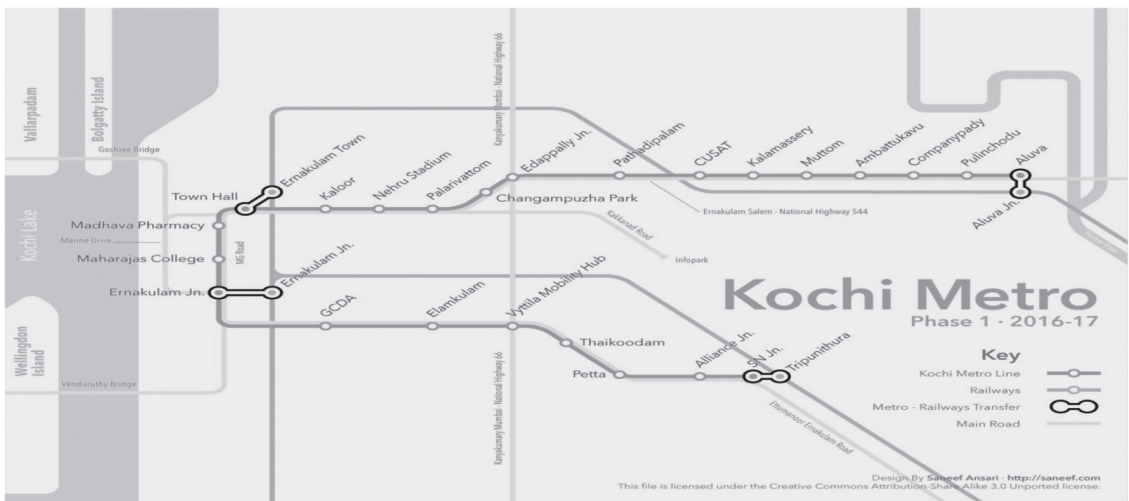 Vallarpadam
Bolgatty Island
Goshree Bridge
Kanyakumary Mumbai - National Highway 66
Town Hall
Ernakulam Town
Kaloor
Nehru Stadium
Palarivattom
Changampuzha Park
Edappally Jn.
Pathadipalam
CUSAT
Kalamassery
Muttom
Ambattukavu
Companypady
Pulinchodu
Aluva
Aluva Jn.
Ernakulam Salem - National Highway 544
Kakkanad Road
Infopark
Madhava Pharmacy
Marine Drive
Kochi Lake
MG Road
Maharajas College
Ernakulam Jn.
Ernakulam Jn.
GCDA
Elamkulam
Vyttila Mobility Hub
Thaikoodam
Petta
Alliance Jn.
SN Jn.
Tripunithura
Wellingdon
Island
Venduruthy Bridge
Kanyakumary Mumbai - National Highway 66
Ettumanoor Ernakulam Road
Kochi Metro
Phase 1 · 2016-17
Key
Kochi Metro Line
Railways
Metro - Railways Transfer
Main Road
Design By Saneef Ansari · http://saneef.com
This file is licensed under the Creative Commons Attribution-Share Alike 3.0 Unported license.